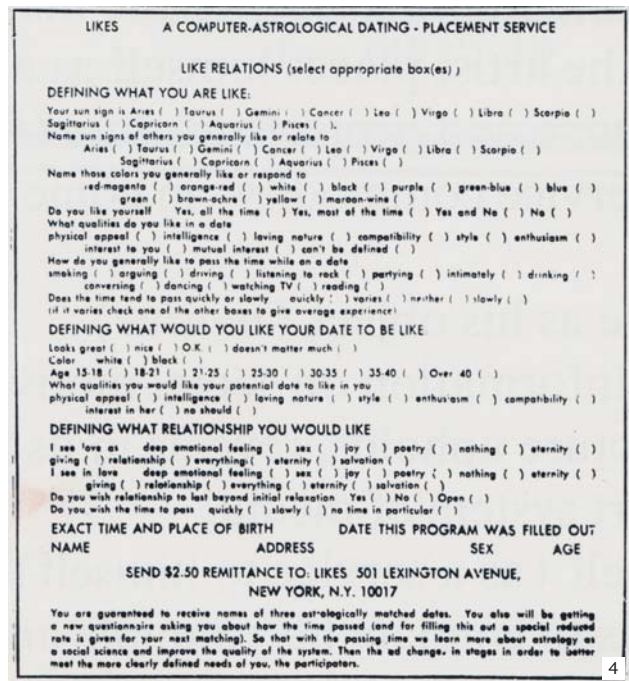 LIKES A COMPUTER-ASTROLOGICAL DATING - PLACEMENT SERVICE
LIKE RELATIONS (select appropriate box(es) )
DEFINING WHAT YOU ARE LIKE:
Your sun sign is Aries ( ) Taurus ( ) Gemini ( ) Cancer ( ) Leo ( ) Virgo ( ) Libra ( ) Scorpio ( )
Sagittarius ( ) Capricorn ( ) Aquarius ( ) Pisces ( ).
Name sun signs of others you generally like or relate to
Aries ( ) Taurus ( ) Gemini ( ) Cancer ( ) Leo ( ) Virgo ( ) Libra ( ) Scorpio ( )
Sagittarius ( ) Capricorn ( ) Aquarius ( ) Pisces ( )
Name those colors you generally like or respond to
red-magenta ( ) orange-red ( ) white ( ) black ( ) purple ( ) green-blue ( ) blue ( )
green ( ) brown-ochre ( ) yellow ( ) maroon-wine ( )
Do you like yourself Yes, all the time ( ) Yes, most of the time ( ) Yes and No ( ) No ( )
What qualities do you like in a date
physical appeal ( ) intelligence ( ) loving nature ( ) compatibility ( ) style ( ) enthusiasm ( )
interest to you ( ) mutual interest ( ) can't be defined ( )
How do you generally like to pass the time while on a date
smoking ( ) arguing ( ) driving ( ) listening to rock ( ) partying ( ) intimately ( ) drinking ( )
conversing ( ) dancing ( ) watching TV ( ) reading ( )
Does the time tend to pass quickly or slowly quickly ( ) varies ( ) neither ( ) slowly ( )
(if it varies check one of the other boxes to give average experience)
DEFINING WHAT WOULD YOU LIKE YOUR DATE TO BE LIKE
Looks great ( ) nice ( ) O.K. ( ) doesn't matter much ( )
Color white ( ) black ( )
Age 15-18 ( ) 18-21 ( ) 21-25 ( ) 25-30 ( ) 30-35 ( ) 35-40 ( ) Over 40 ( )
What qualities you would like your potential date to like in you
physical appeal ( ) intelligence ( ) loving nature ( ) style ( ) enthusiasm ( ) compatibility ( )
interest in her ( ) no should ( )
DEFINING WHAT RELATIONSHIP YOU WOULD LIKE
I see love as deep emotional feeling ( ) sex ( ) joy ( ) poetry ( ) nothing ( ) eternity ( )
giving ( ) relationship ( ) everything ( ) eternity ( ) salvation ( )
I see in love deep emotional feeling ( ) sex ( ) joy ( ) poetry ( ) nothing ( ) eternity ( )
giving ( ) relationship ( ) everything ( ) eternity ( ) salvation ( )
Do you wish relationship to last beyond initial relaxation Yes ( ) No ( ) Open ( )
Do you wish the time to pass quickly ( ) slowly ( ) no time in particular ( )
EXACT TIME AND PLACE OF BIRTH DATE THIS PROGRAM WAS FILLED OUT
NAME ADDRESS SEX AGE
SEND $2.50 REMITTANCE TO: LIKES 501 LEXINGTON AVENUE,
NEW YORK, N.Y. 10017
You are guaranteed to receive names of three astrologically matched dates. You also will be getting
a new questionnaire asking you about how the time passed (and for filling this out a special reduced
rate is given for your next matching). So that with the passing time we learn more about astrology as
a social science and improve the quality of the system. Then the ad change, in stages in order to better
meet the more clearly defined needs of you, the participators.
4